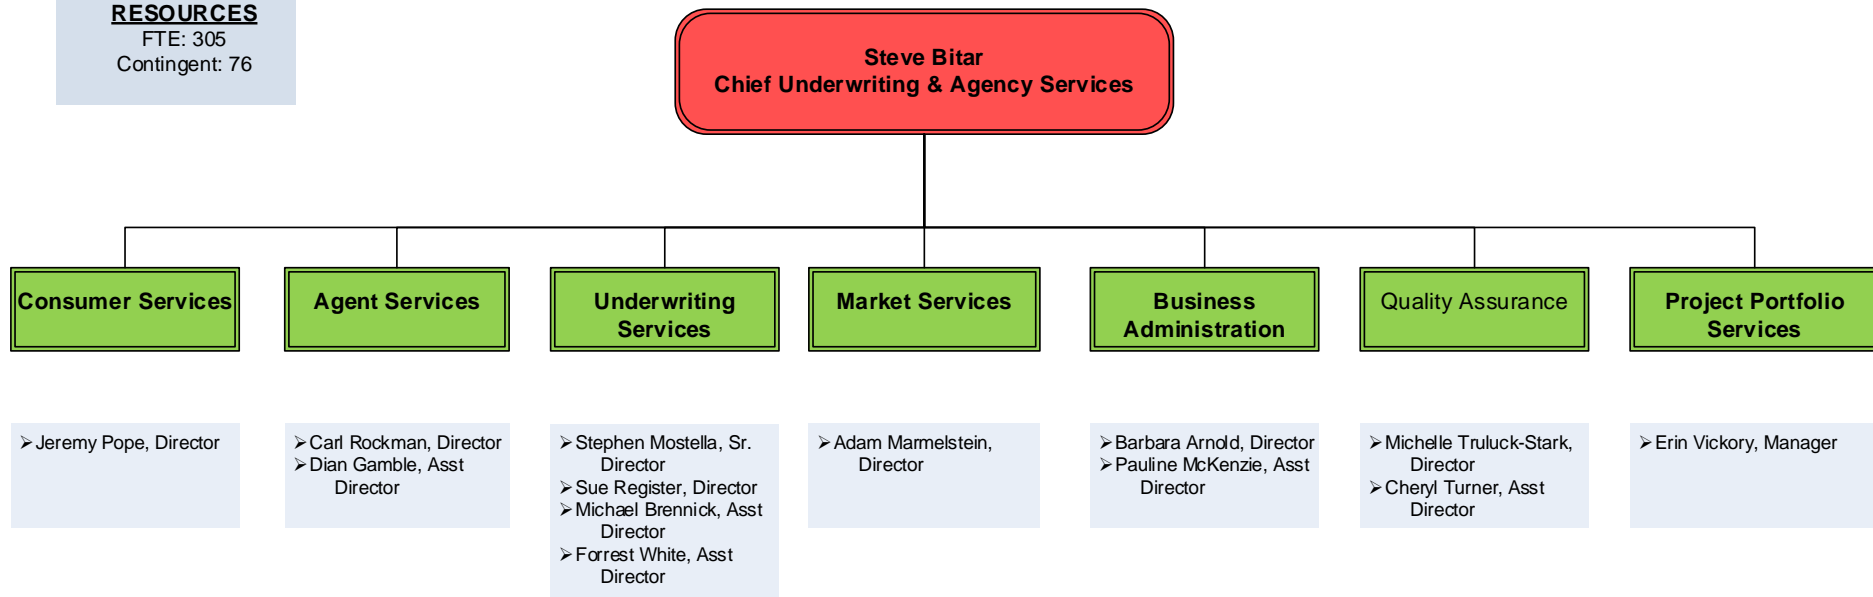 RESOURCES
FTE: 305
Contingent: 76
Steve Bitar
Chief Underwriting & Agency Services
Consumer Services
Agent Services
Underwriting
Services
Market Services
Business
Administration
Quality Assurance
Project Portfolio
Services
➢Jeremy Pope, Director
➢Carl Rockman, Director
➢Dian Gamble, Asst
Director
➢Stephen Mostella, Sr.
Director
➢Sue Register, Director
➢Michael Brennick, Asst
Director
➢Forrest White, Asst
Director
➢Adam Marmelstein,
Director
➢Barbara Arnold, Director
➢Pauline McKenzie, Asst
Director
➢Michelle Truluck-Stark,
Director
➢Cheryl Turner, Asst
Director
➢Erin Vickory, Manager